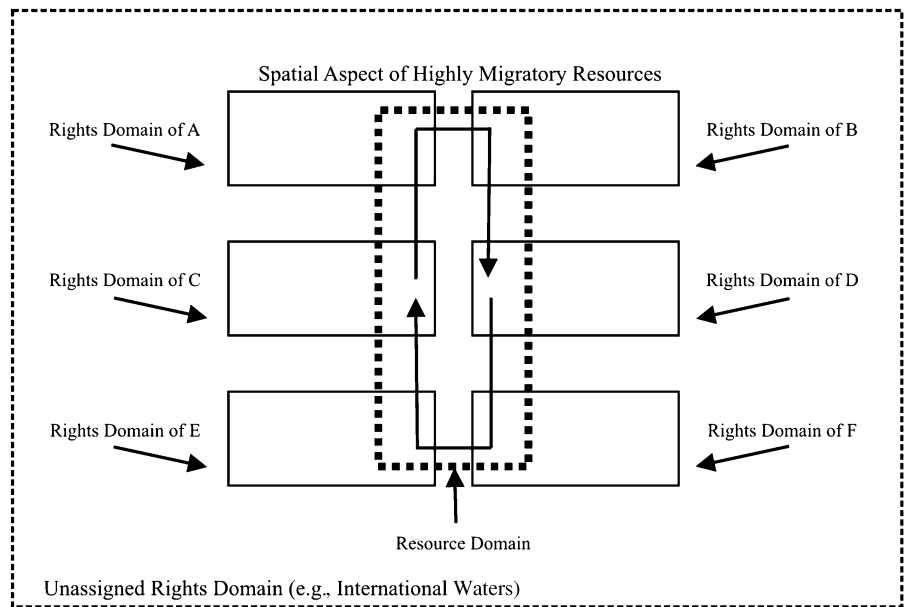 Spatial Aspect of Highly Migratory Resources
Rights Domain of A
Rights Domain of B
Rights Domain of C
Rights Domain of D
Rights Domain of E
Rights Domain of F
Resource Domain
Unassigned Rights Domain (e.g., International Waters)